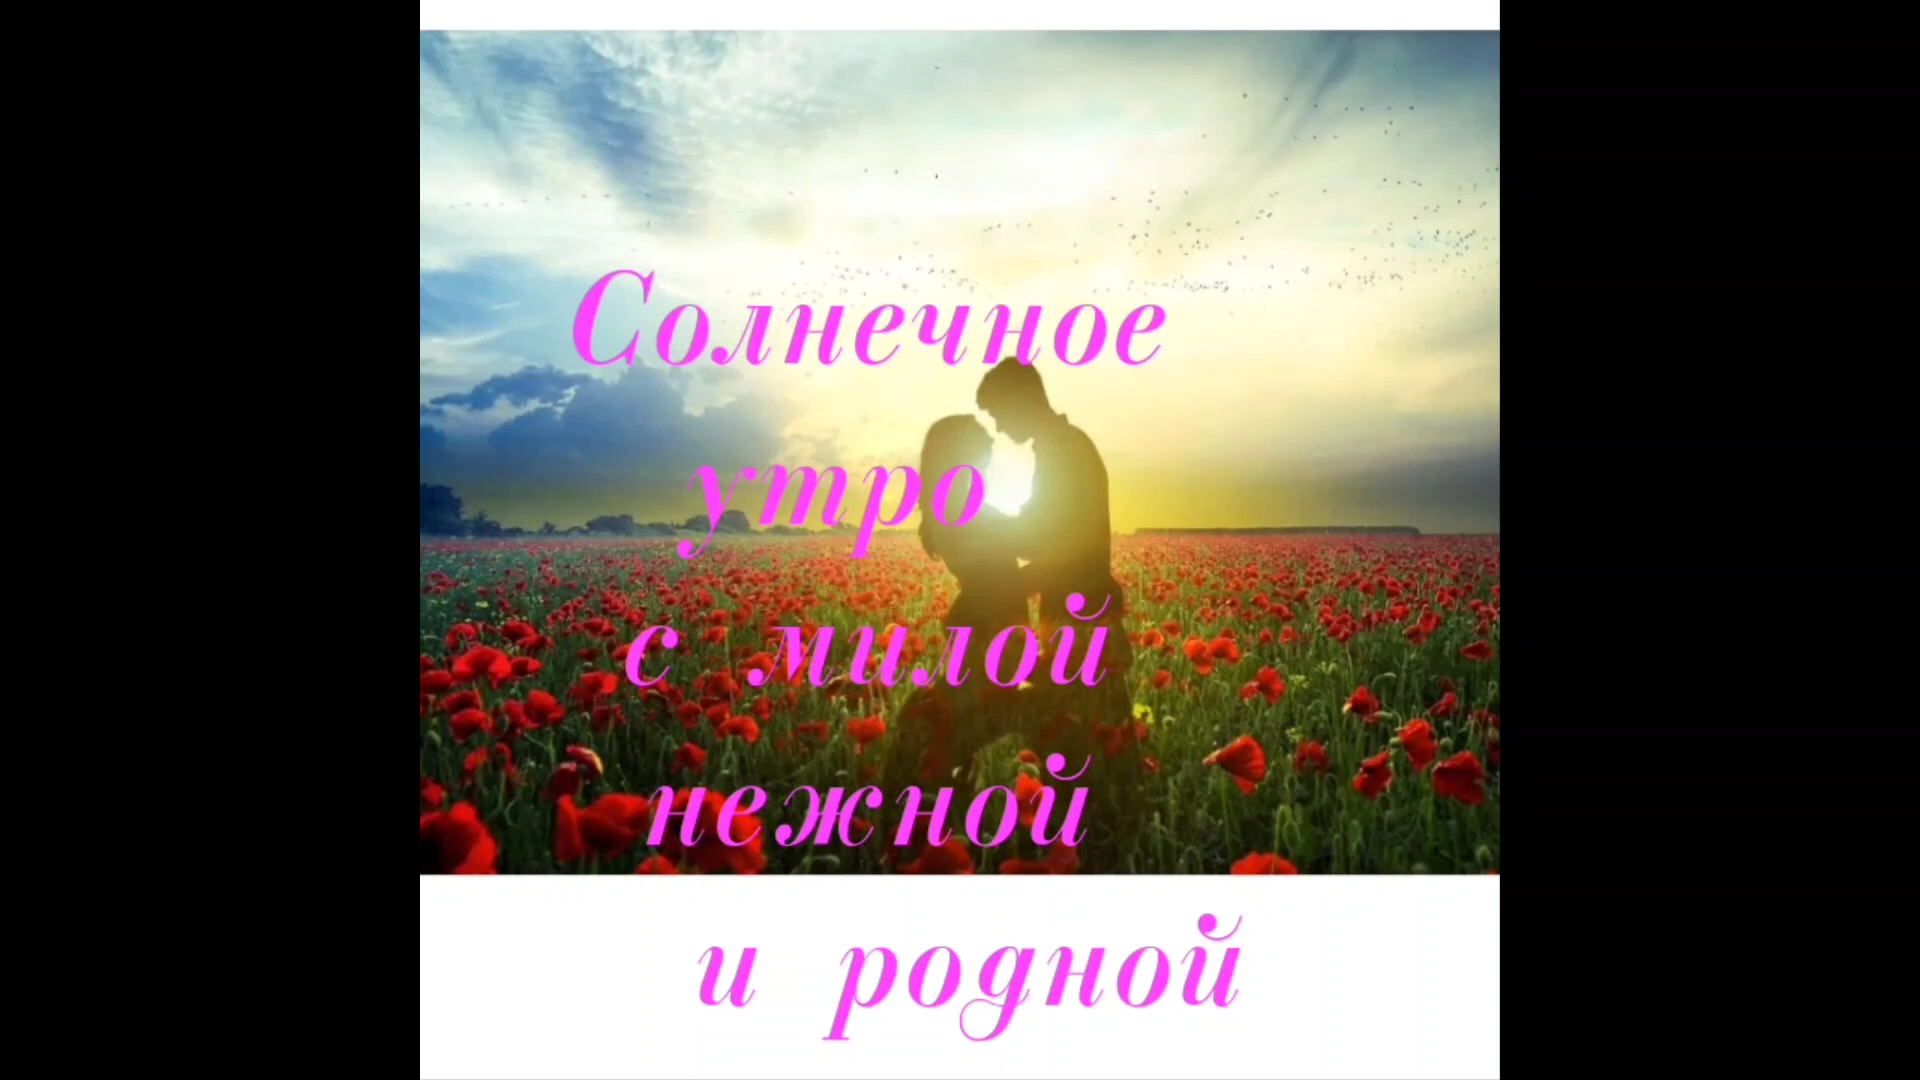 Солнечное
утро
с милой
нежной
и родной